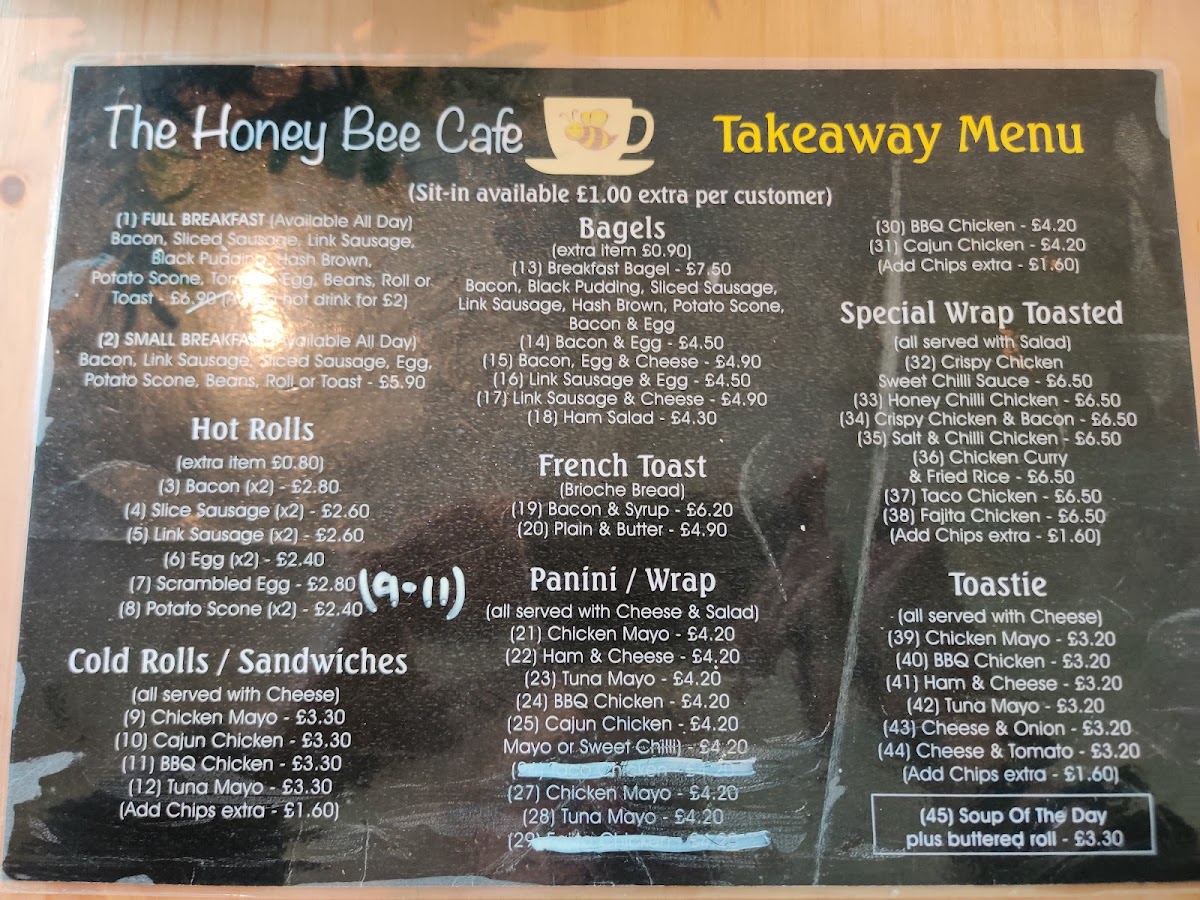 The Honey Bee Cafe
Takeaway Menu
(Sit-in available £1.00 extra per customer)
(1) FULL BREAKFAST (Available All Day)
Bacon, Sliced Sausage, Link Sausage,
Black Pudding, Hash Brown,
Potato Scone, Egg, Beans, Roll or
Toast - £6.90 hot drink for £2)
(2) SMALL BREAKFAST (Available All Day)
Bacon, Link Sausage, Sliced Sausage, Egg,
Potato Scone, Beans, Roll or Toast - £5.90
Hot Rolls
(extra item £0.80)
(3) Bacon (x2) - £2.80
(4) Slice Sausage (x2) - £2.60
(5) Link Sausage (x2) - £2.60
(6) Egg (x2) - £2.40
(7) Scrambled Egg - £2.80
(8) Potato Scone (x2) - £2.40
(9-11)
Cold Rolls / Sandwiches
(all served with Cheese)
(9) Chicken Mayo - £3.30
(10) Cajun Chicken - £3.30
(11) BBQ Chicken - £3.30
(12) Tuna Mayo - £3.30
(Add Chips extra - £1.60)
Bagels
(extra item £0.90)
(13) Breakfast Bagel - £7.50
Bacon, Black Pudding, Sliced Sausage,
Link Sausage, Hash Brown, Potato Scone,
Bacon & Egg
(14) Bacon & Egg - £4.50
(15) Bacon, Egg & Cheese - £4.90
(16) Link Sausage & Egg - £4.50
(17) Link Sausage & Cheese - £4.90
(18) Ham Salad - £4.30
French Toast
(Brioche Bread)
(19) Bacon & Syrup - £6.20
(20) Plain & Butter - £4.90
Panini / Wrap
(all served with Cheese & Salad)
(21) Chicken Mayo - £4.20
(22) Ham & Cheese - £4.20
(23) Tuna Mayo - £4.20
(24) BBQ Chicken - £4.20
(25) Cajun Chicken - £4.20
Mayo or Sweet Chilli) - £4.20
(27) Chicken Mayo - £4.20
(28) Tuna Mayo - £4.20
(29)
(30) BBQ Chicken - £4.20
(31) Cajun Chicken - £4.20
(Add Chips extra - £1.60)
Special Wrap Toasted
(all served with Salad)
(32) Crispy Chicken
Sweet Chilli Sauce - £6.50
(33) Honey Chilli Chicken - £6.50
(34) Crispy Chicken & Bacon - £6.50
(35) Salt & Chilli Chicken - £6.50
(36) Chicken Curry
& Fried Rice - £6.50
(37) Taco Chicken - £6.50
(38) Fajita Chicken - £6.50
(Add Chips extra - £1.60)
Toastie
(all served with Cheese)
(39) Chicken Mayo - £3.20
(40) BBQ Chicken - £3.20
(41) Ham & Cheese - £3.20
(42) Tuna Mayo - £3.20
(43) Cheese & Onion - £3.20
(44) Cheese & Tomato - £3.20
(Add Chips extra - £1.60)
(45) Soup Of The Day
plus buttered roll - £3.30